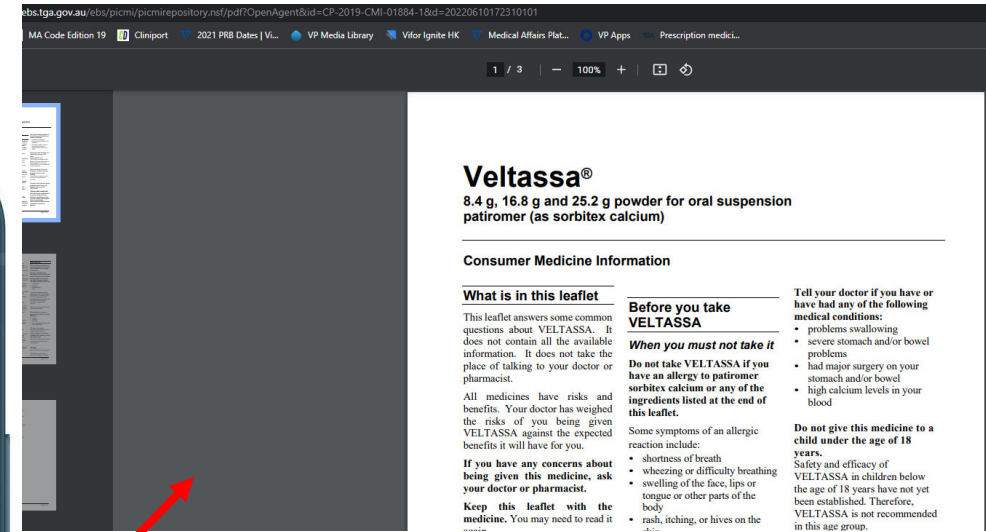 ebs.tga.gov.au/ebs/picmi/picmirepository.nsf/pdf?OpenAgent&id=CP-2019-CMI-01884-1&d=20220610172310101
MA Code Edition 19 Cliniport 2021 PRB Dates | Vi... VP Media Library Vifor Ignite HK Medical Affairs Plat... VP Apps Prescription medici...
1 / 3 − 100% +
Veltassa®
8.4 g, 16.8 g and 25.2 g powder for oral suspension
patiromer (as sorbitex calcium)
Consumer Medicine Information
What is in this leaflet
This leaflet answers some common
questions about VELTASSA. It
does not contain all the available
information. It does not take the
place of talking to your doctor or
pharmacist.
All medicines have risks and
benefits. Your doctor has weighed
the risks of you being given
VELTASSA against the expected
benefits it will have for you.
If you have any concerns about
being given this medicine, ask
your doctor or pharmacist.
Keep this leaflet with the
medicine. You may need to read it
again.
Before you take
VELTASSA
When you must not take it
Do not take VELTASSA if you
have an allergy to patiromer
sorbitex calcium or any of the
ingredients listed at the end of
this leaflet.
Some symptoms of an allergic
reaction include:
• shortness of breath
• wheezing or difficulty breathing
• swelling of the face, lips or
tongue or other parts of the
body
• rash, itching, or hives on the
skin
Tell your doctor if you have or
have had any of the following
medical conditions:
• problems swallowing
• severe stomach and/or bowel
problems
• had major surgery on your
stomach and/or bowel
• high calcium levels in your
blood
Do not give this medicine to a
child under the age of 18
years.
Safety and efficacy of
VELTASSA in children below
the age of 18 years have not yet
been established. Therefore,
VELTASSA is not recommended
in this age group.